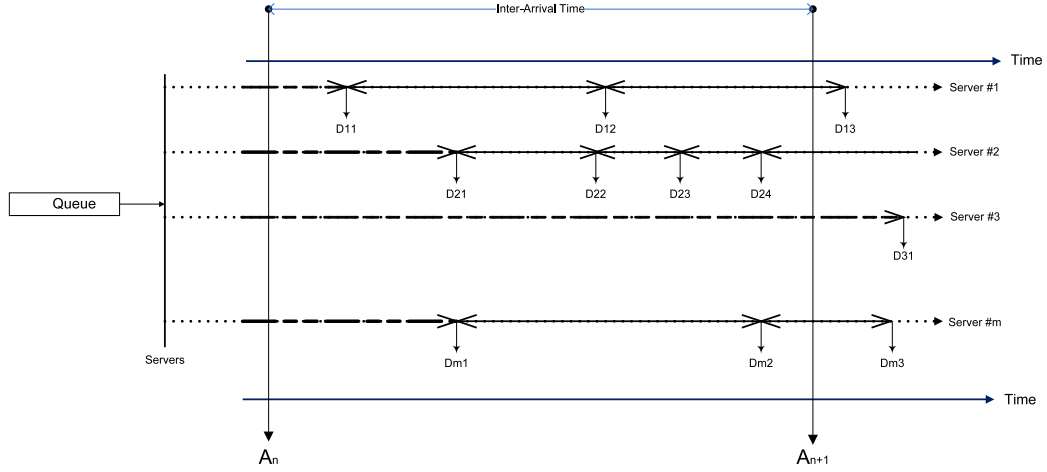 Inter-Arrival Time
Time
Server #1
D11
D12
D13
Server #2
D21
D22
D23
D24
Queue
Server #3
D31
Server #m
Servers
Dm1
Dm2
Dm3
Time
An
An+1